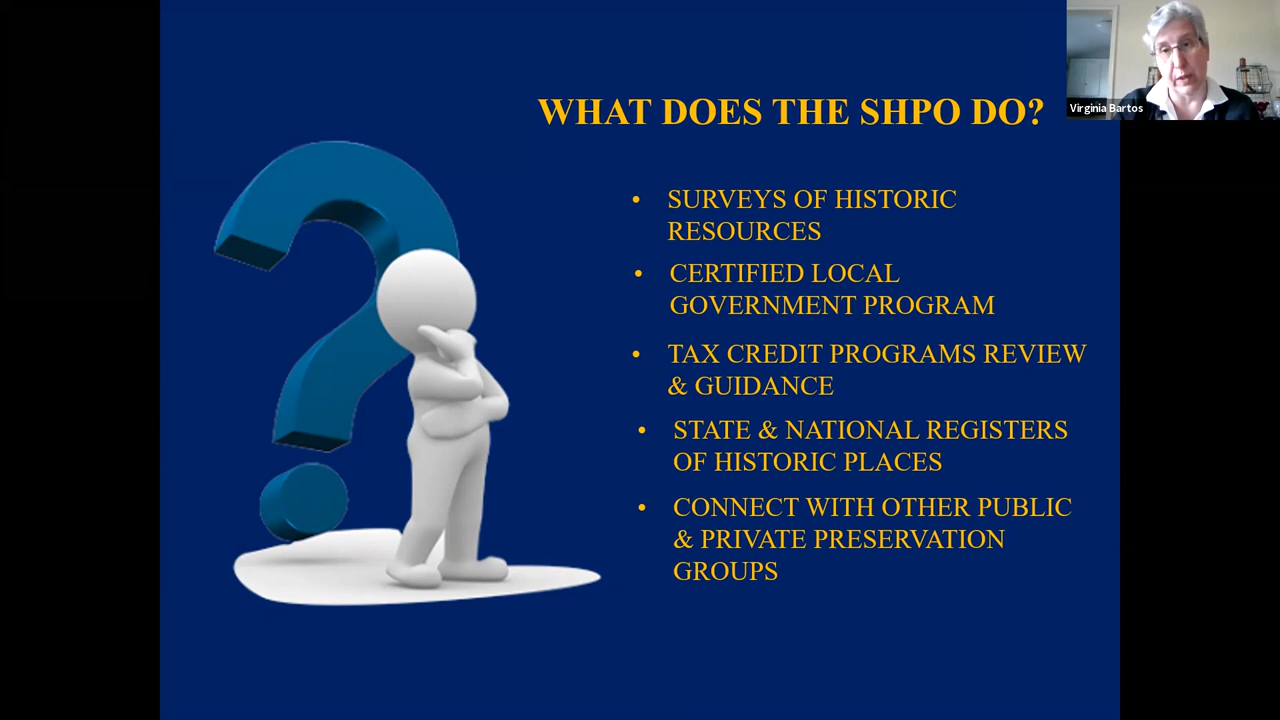 WHAT DOES THE SHPO DO?
Virginia Bartos
• SURVEYS OF HISTORIC
RESOURCES
• CERTIFIED LOCAL
GOVERNMENT PROGRAM
• TAX CREDIT PROGRAMS REVIEW
& GUIDANCE
• STATE & NATIONAL REGISTERS
OF HISTORIC PLACES
• CONNECT WITH OTHER PUBLIC
& PRIVATE PRESERVATION
GROUPS